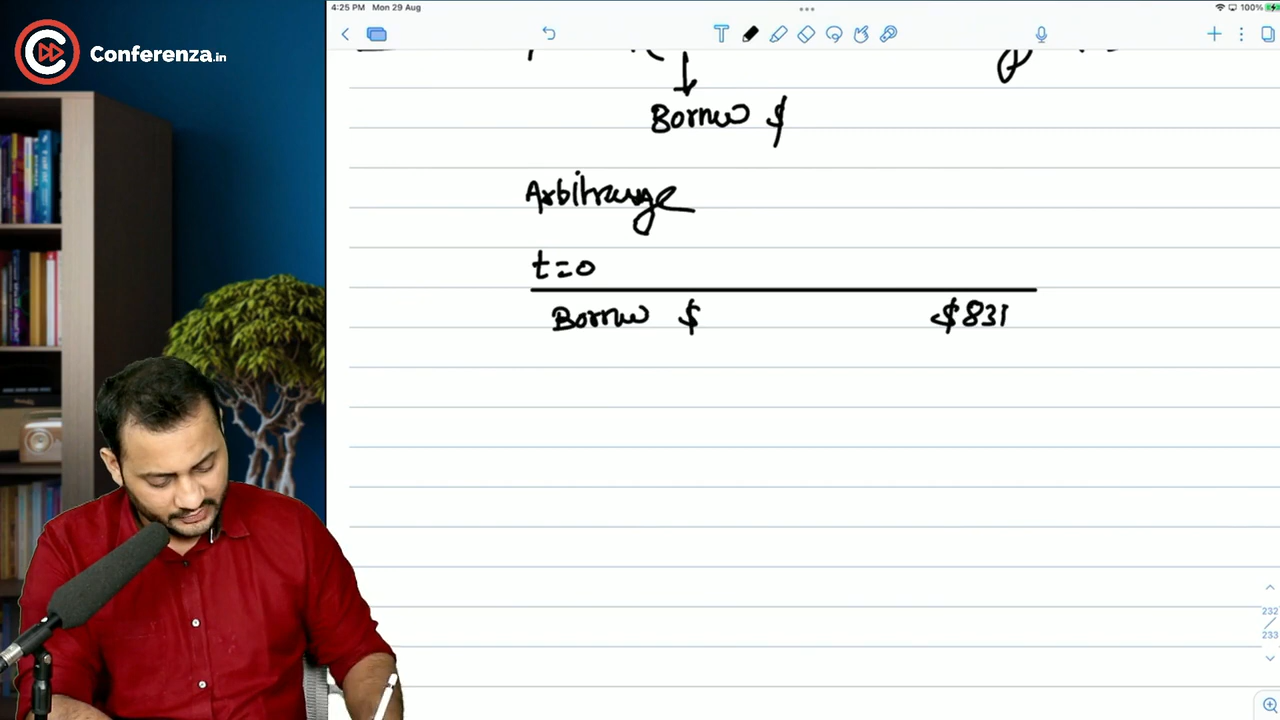 4:25 PM Mon 29 Aug
100%
Conferenza.in
Borrow $
Arbitrage
t=0
Borrow $ $831
232
233